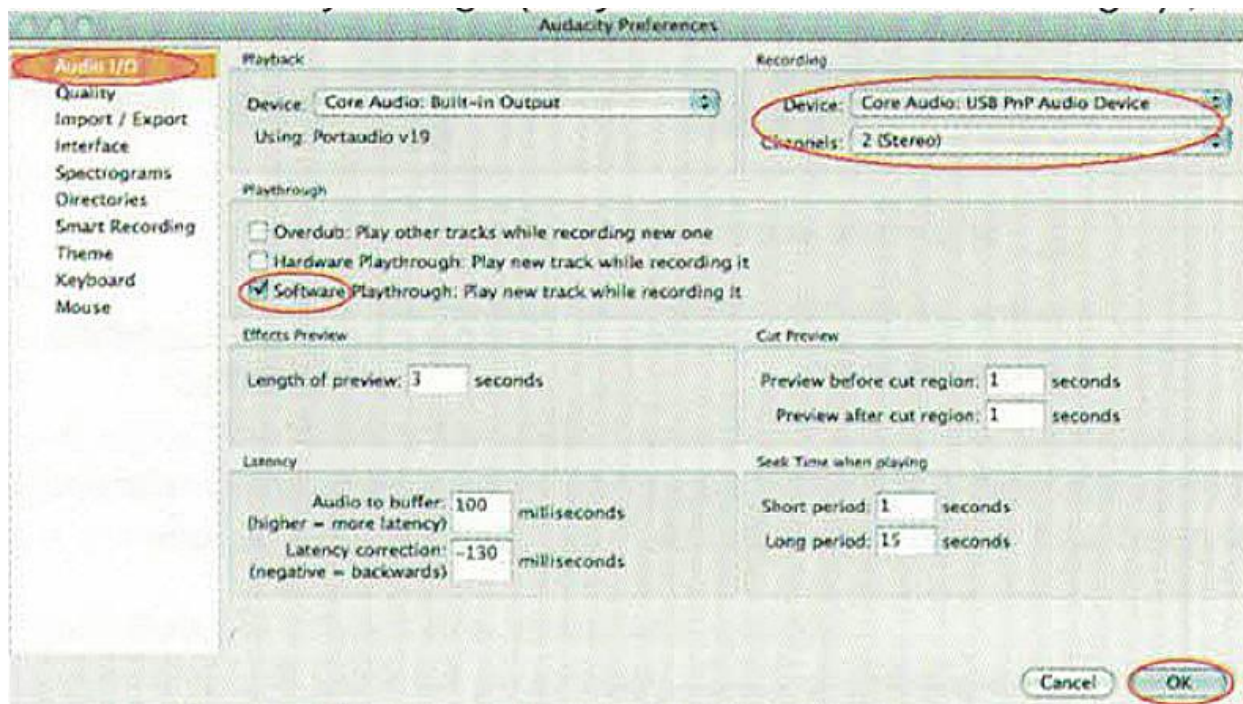 Audacity Preferences
Audio I/O
Quality
Import / Export
Interface
Spectrograms
Directories
Smart Recording
Theme
Keyboard
Mouse
Playback
Device: Core Audio: Built-in Output
Using: Portaudio v19
Recording
Device: Core Audio: USB PnP Audio Device
Channels: 2 (Stereo)
Playthrough
Overdub: Play other tracks while recording new one
Hardware Playthrough: Play new track while recording it
Software Playthrough: Play new track while recording it
Effects Preview
Length of preview: 3 seconds
Cut Preview
Preview before cut region: 1 seconds
Preview after cut region: 1 seconds
Latency
Audio to buffer: 100 milliseconds
(higher = more latency)
Latency correction: -130 milliseconds
(negative = backwards)
Seek Time when playing
Short period: 1 seconds
Long period: 15 seconds
Cancel
OK